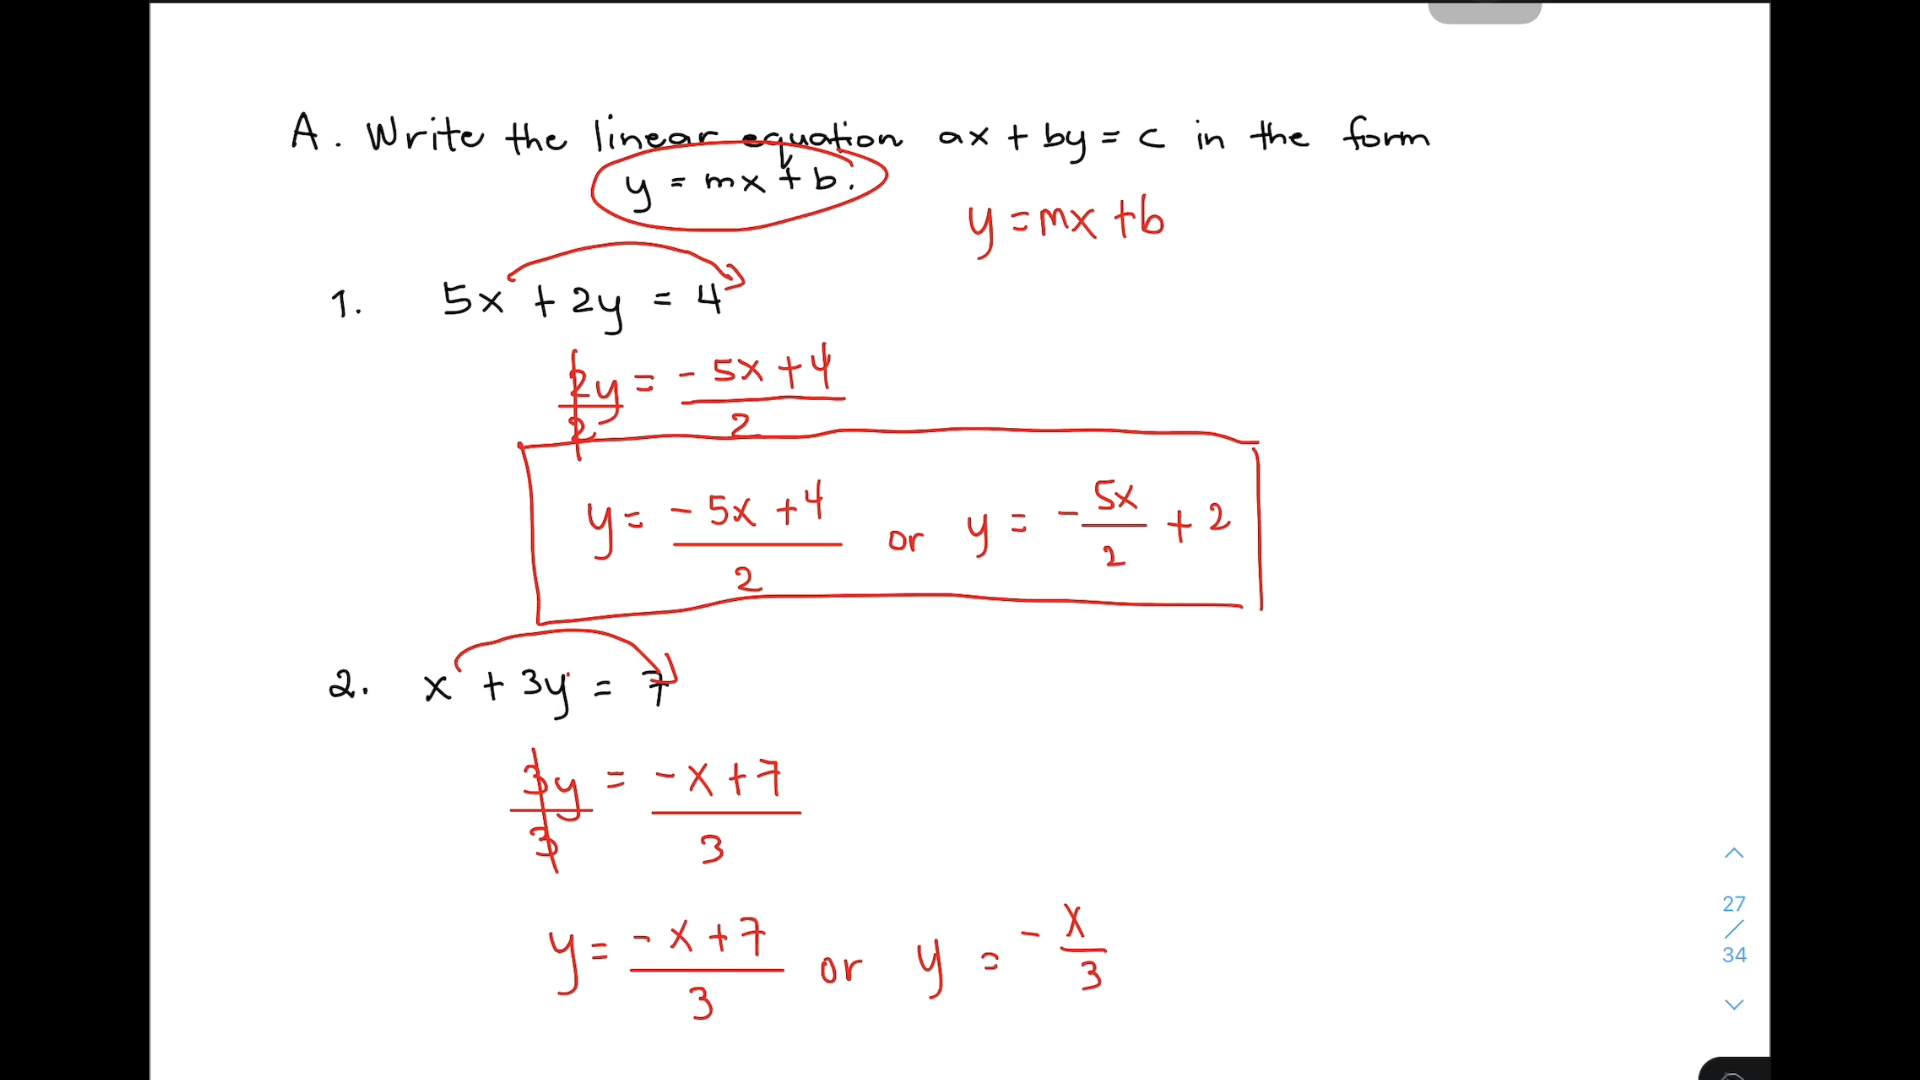 A. Write the linear equation ax + by = c in the form
y = mx + b.
y = mx + b
1. 5x + 2y = 4
2y/2 = -5x + 4/2
y = -5x + 4/2 or y = -5x/2 + 2
2. x + 3y = 7
3y/3 = -x + 7/3
y = -x + 7/3 or y = -x/3
27
/
34